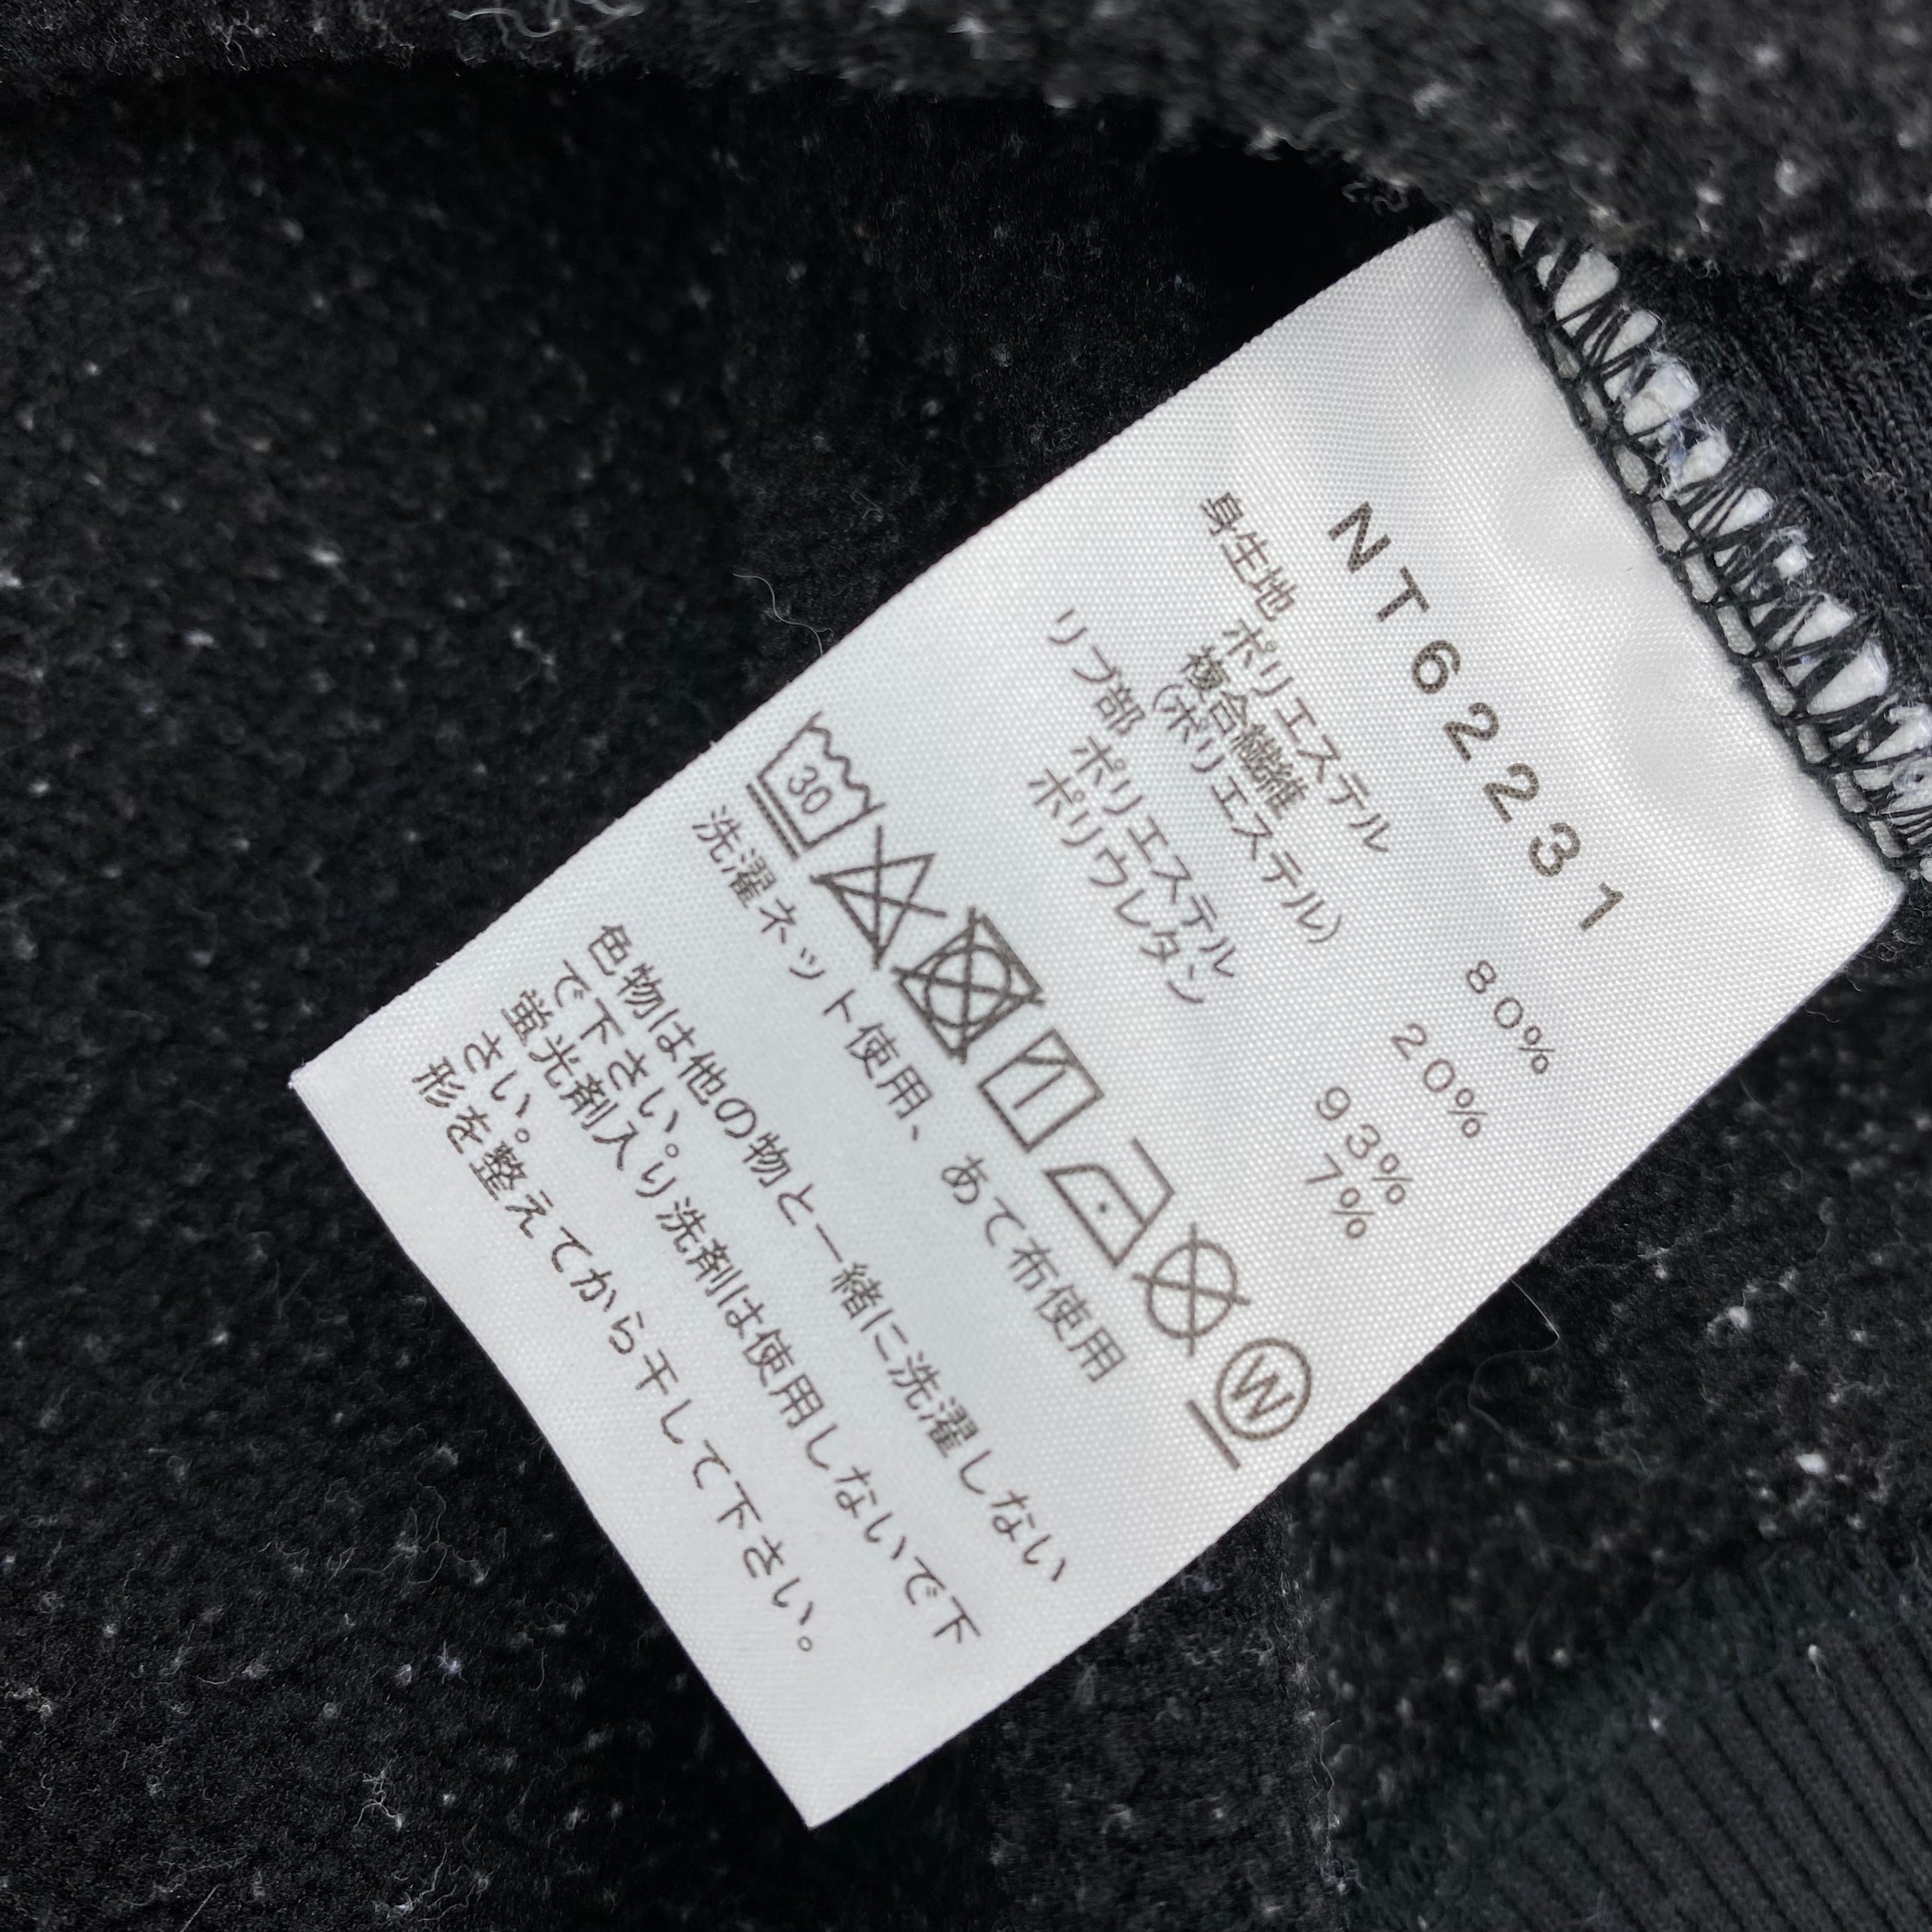 NT62231
身生地 ポリエステル 80%
複合繊維
(ポリエステル) 20%
リブ部 ポリエステル 93%
ポリウレタン 7%
30
W
洗濯ネット使用、あて布使用
色物は他の物と一緒に洗濯しない
で下さい。
蛍光剤入り洗剤は使用しないで下
さい。
形を整えてから干して下さい。